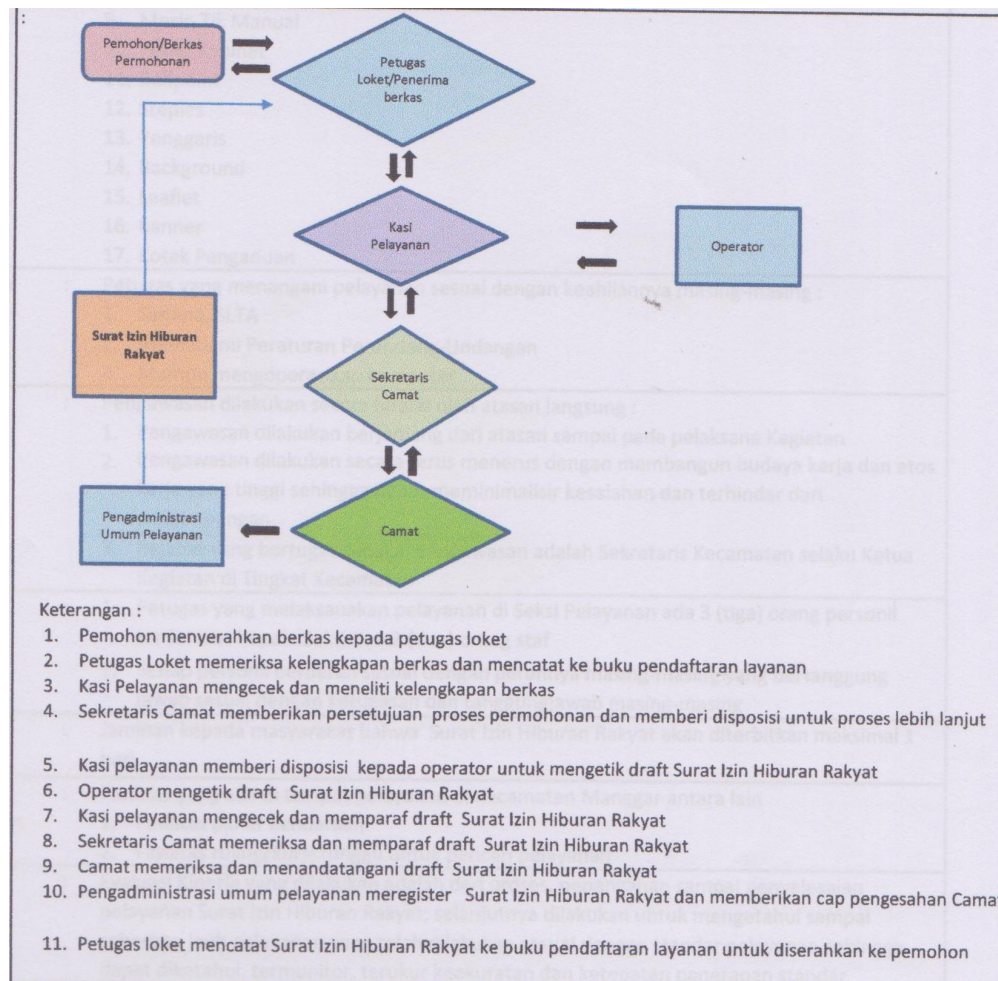 :
Pemohon/Berkas
Permohonan
Petugas
Loket/Penerima
berkas
Kasi
Pelayanan
Operator
Surat Izin Hiburan
Rakyat
Sekretaris
Camat
Pengadministrasi
Umum Pelayanan
Camat
Keterangan :
1. Pemohon menyerahkan berkas kepada petugas loket
2. Petugas Loket memeriksa kelengkapan berkas dan mencatat ke buku pendaftaran layanan
3. Kasi Pelayanan mengecek dan meneliti kelengkapan berkas
4. Sekretaris Camat memberikan persetujuan proses permohonan dan memberi disposisi untuk proses lebih lanjut
5. Kasi pelayanan memberi disposisi kepada operator untuk mengetik draft Surat Izin Hiburan Rakyat
6. Operator mengetik draft Surat Izin Hiburan Rakyat
7. Kasi pelayanan mengecek dan memparaf draft Surat Izin Hiburan Rakyat
8. Sekretaris Camat memeriksa dan memparaf draft Surat Izin Hiburan Rakyat
9. Camat memeriksa dan menandatangani draft Surat Izin Hiburan Rakyat
10. Pengadministrasi umum pelayanan meregister Surat Izin Hiburan Rakyat dan memberikan cap pengesahan Cama
11. Petugas loket mencatat Surat Izin Hiburan Rakyat ke buku pendaftaran layanan untuk diserahkan ke pemohon